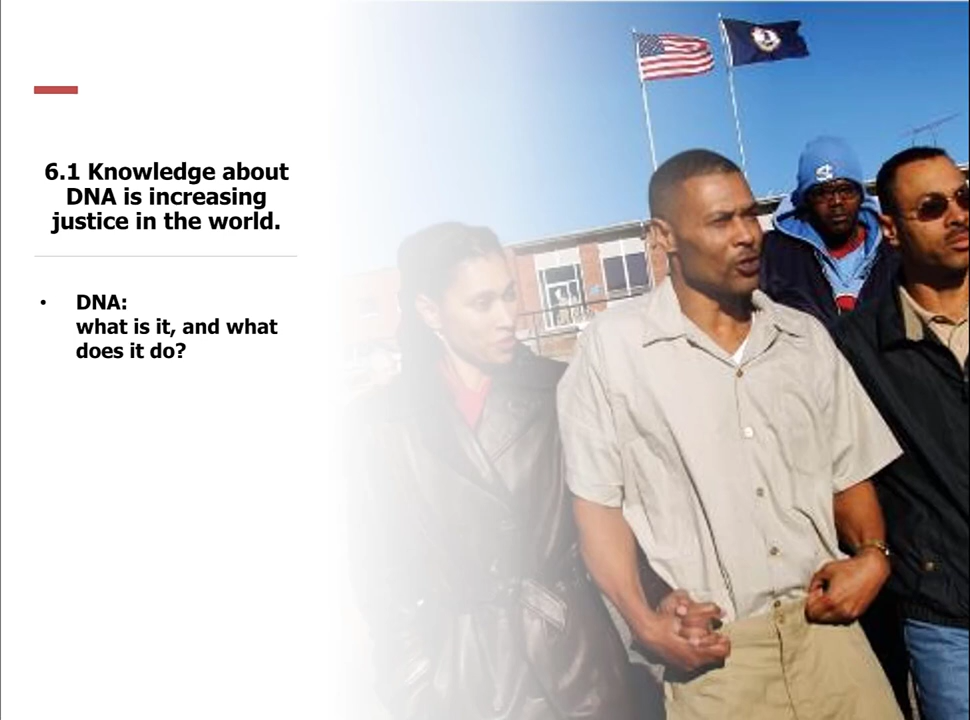 6.1 Knowledge about
DNA is increasing
justice in the world.
• DNA:
what is it, and what
does it do?